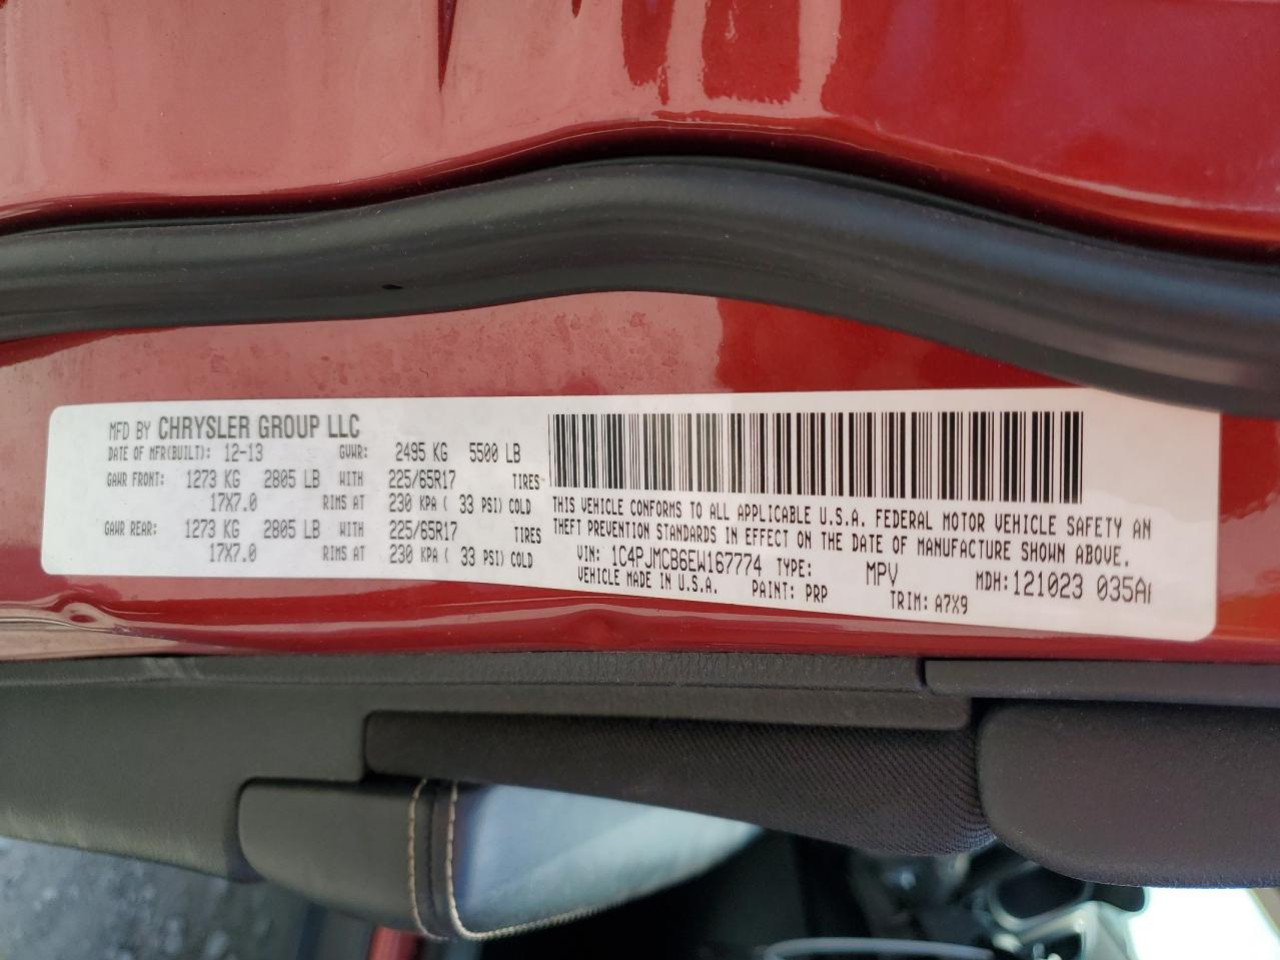 MFD BY CHRYSLER GROUP LLC
DATE OF MFR(BUILT): 12-13 GVWR: 2495 KG 5500 LB
GAWR FRONT: 1273 KG 2805 LB WITH 225/65R17 TIRES
17X7.0 RIMS AT 230 KPA ( 33 PSI) COLD
GAWR REAR: 1273 KG 2805 LB WITH 225/65R17 TIRES
17X7.0 RIMS AT 230 KPA ( 33 PSI) COLD
THIS VEHICLE CONFORMS TO ALL APPLICABLE U.S.A. FEDERAL MOTOR VEHICLE SAFETY AN
THEFT PREVENTION STANDARDS IN EFFECT ON THE DATE OF MANUFACTURE SHOWN ABOVE.
VIN: 1C4PJMCB6EW167774 TYPE: MPV MDH: 121023 035A
VEHICLE MADE IN U.S.A. PAINT: PRP TRIM: A7X9